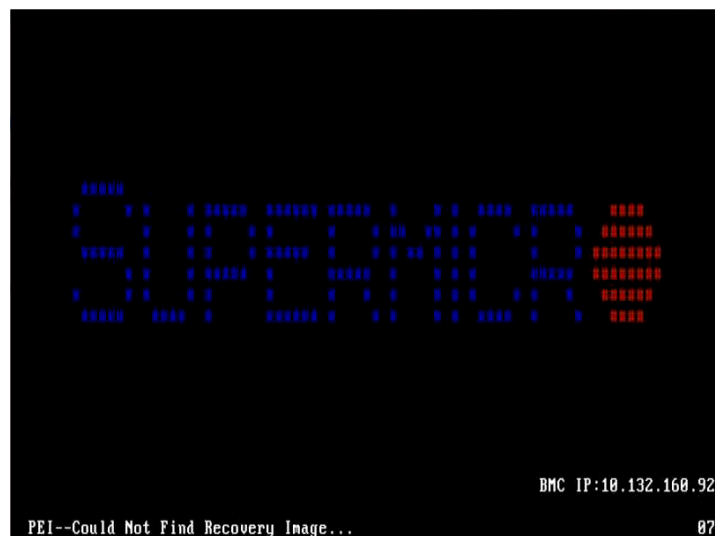 SUPERMICRO
BMC IP:10.132.160.92
PEI--Could Not Find Recovery Image...
07